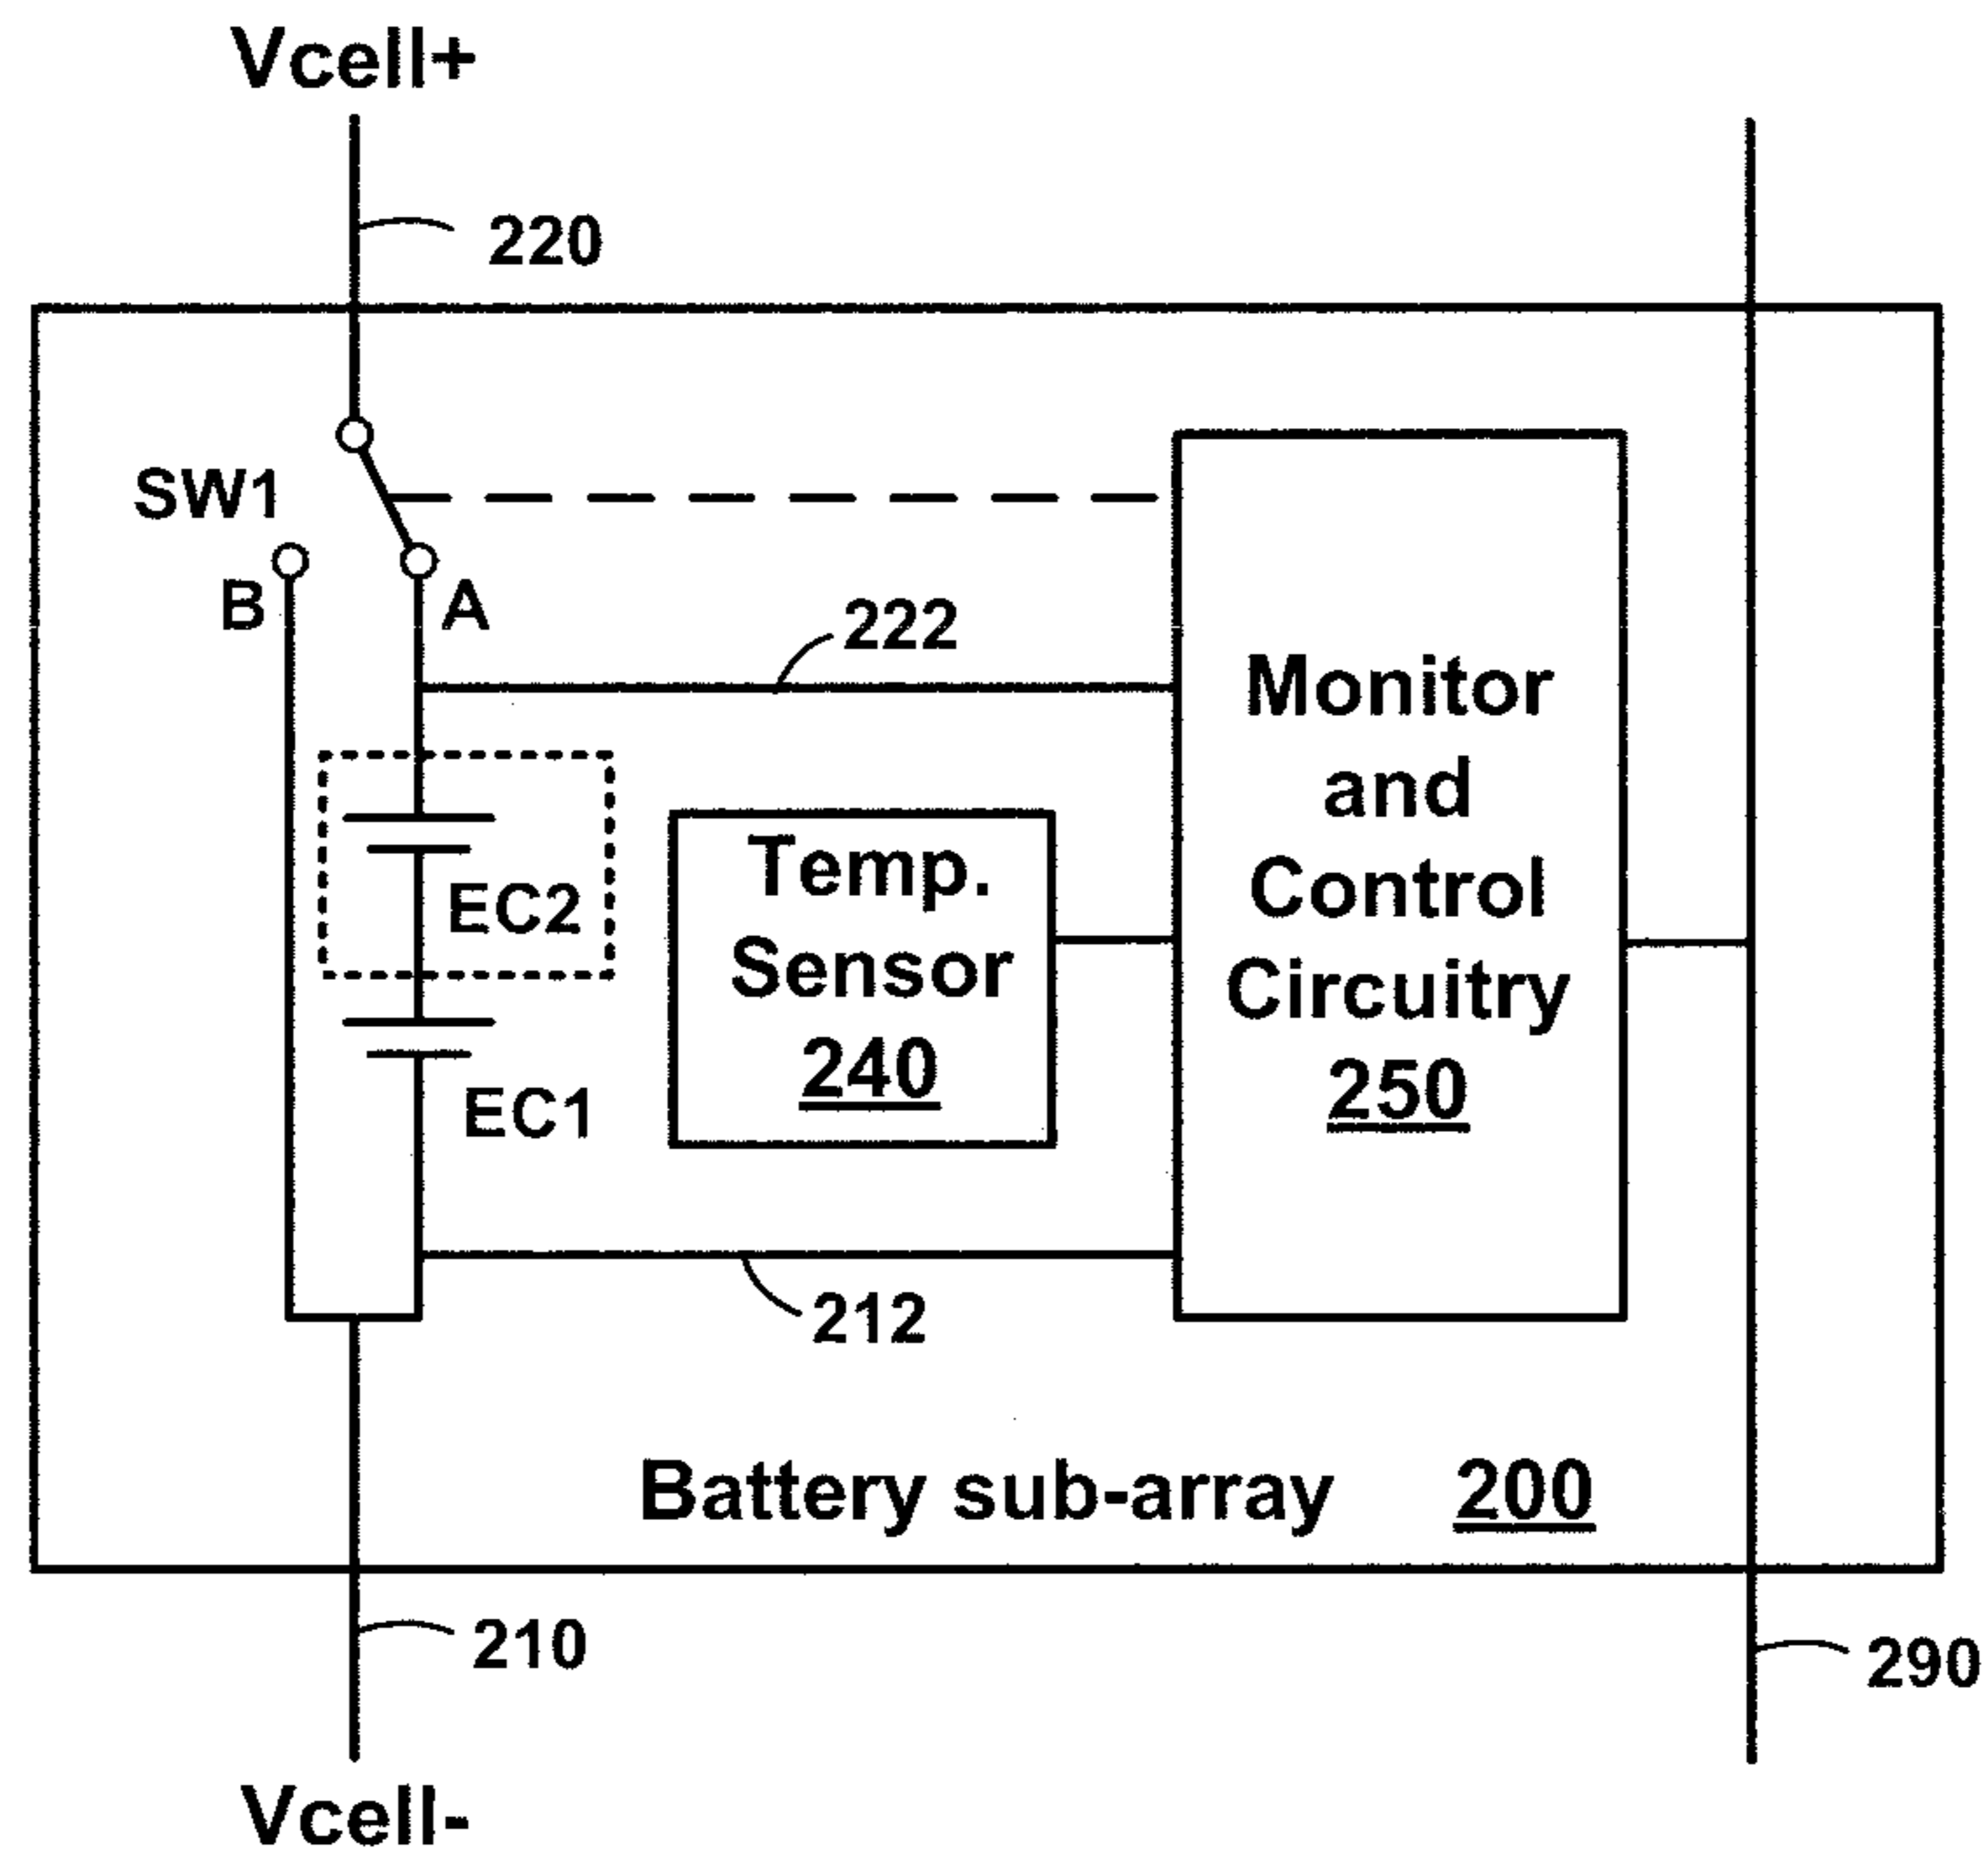 Vcell+
220
SW1
B
A
222
Monitor
and
Control
Circuitry
250
Temp.
Sensor
240
EC2
EC1
212
Battery sub-array 200
210
290
Vcell-